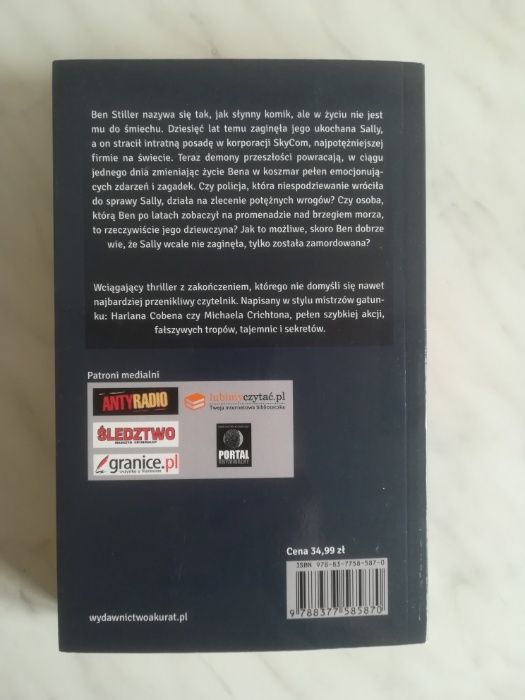 Ben Stiller nazywa się tak, jak słynny komik, ale w życiu nie jest
mu do śmiechu. Dziesięć lat temu zaginęła jego ukochana Sally,
a on stracił intratną posadę w korporacji SkyCom, najpotężniejszej
firmie na świecie. Teraz demony przeszłości powracają, w ciągu
jednego dnia zmieniając życie Bena w koszmar pełen emocjonują-
cych zdarzeń i zagadek. Czy policja, która niespodziewanie wróciła
do sprawy Sally, działa na zlecenie potężnych wrogów? Czy osoba,
którą Ben po latach zobaczył na promenadzie nad brzegiem morza,
to rzeczywiście jego dziewczyna? Jak to możliwe, skoro Ben dobrze
wie, że Sally wcale nie zaginęła, tylko została zamordowana?
Wciągający thriller z zakończeniem, którego nie domyśli się nawet
najbardziej przenikliwy czytelnik. Napisany w stylu mistrzów gatun-
ku: Harlana Cobena czy Michaela Crichtona, pełen szybkiej akcji,
fałszywych tropów, tajemnic i sekretów.
Patroni medialni
ANTYRADIO
lubimyczytać.pl
Twoja internetowa biblioteczka
ŚLEDZTWO
granice.pl
wszystko o literaturze
PORTAL
KRYMINALNY
Cena 34,99 zł
ISBN 978-83-7758-587-0
9 788377 585870
wydawnictwoakurat.pl